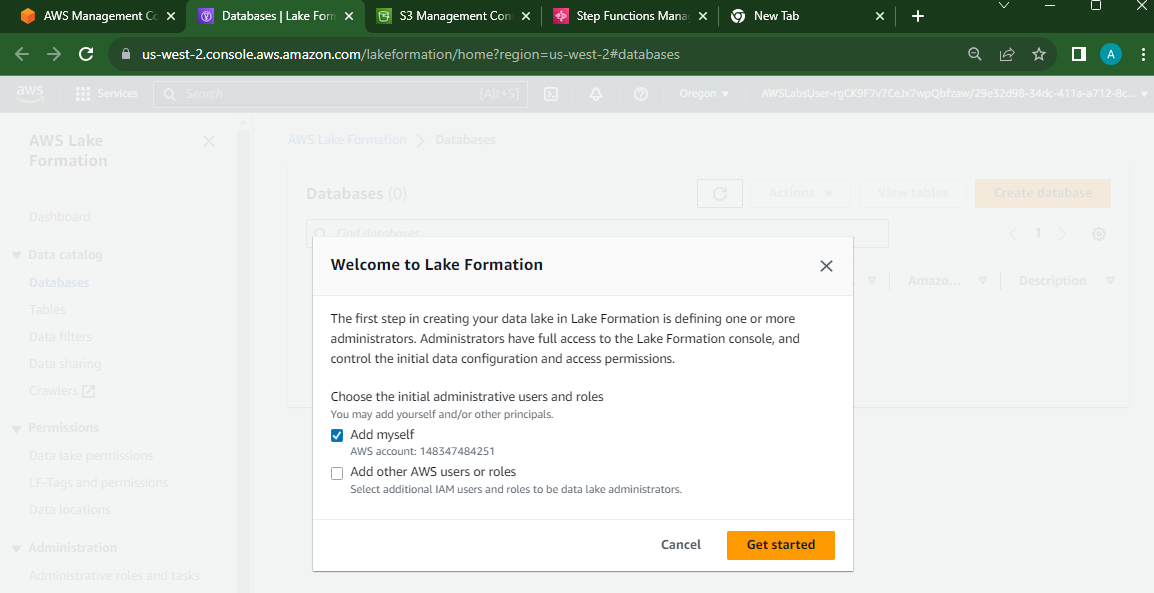 AWS Management Co
Databases | Lake Form
S3 Management Con
Step Functions Mana
New Tab
us-west-2.console.aws.amazon.com/lakeformation/home?region=us-west-2#databases
A
aws
Services
Search
[Alt+S]
Oregon
AWSLabsUser-rgCK9F7v7CeJx7wpQbfzaw/29e32d98-34dc-411a-a712-8c...
AWS Lake
Formation
Dashboard
Data catalog
Databases
Tables
Data filters
Data sharing
Crawlers
Permissions
Data lake permissions
LF-Tags and permissions
Data locations
Administration
Administrative roles and tasks
AWS Lake Formation
Databases
Databases (0)
Actions
View tables
Create database
Find databases
1
Amazo...
Description
Welcome to Lake Formation
The first step in creating your data lake in Lake Formation is defining one or more
administrators. Administrators have full access to the Lake Formation console, and
control the initial data configuration and access permissions.
Choose the initial administrative users and roles
You may add yourself and/or other principals.
Add myself
AWS account: 148347484251
Add other AWS users or roles
Select additional IAM users and roles to be data lake administrators.
Cancel
Get started